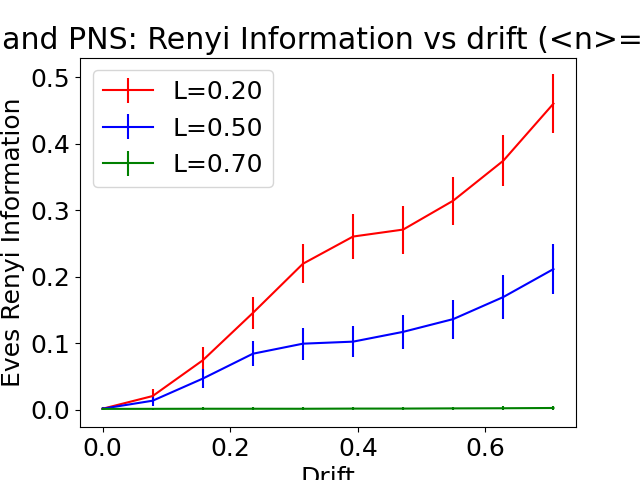 and PNS: Renyi Information vs drift (<n>=
L=0.20
L=0.50
L=0.70
Eves Renyi Information
0.5
0.4
0.3
0.2
0.1
0.0
0.0 0.2 0.4 0.6
Drift